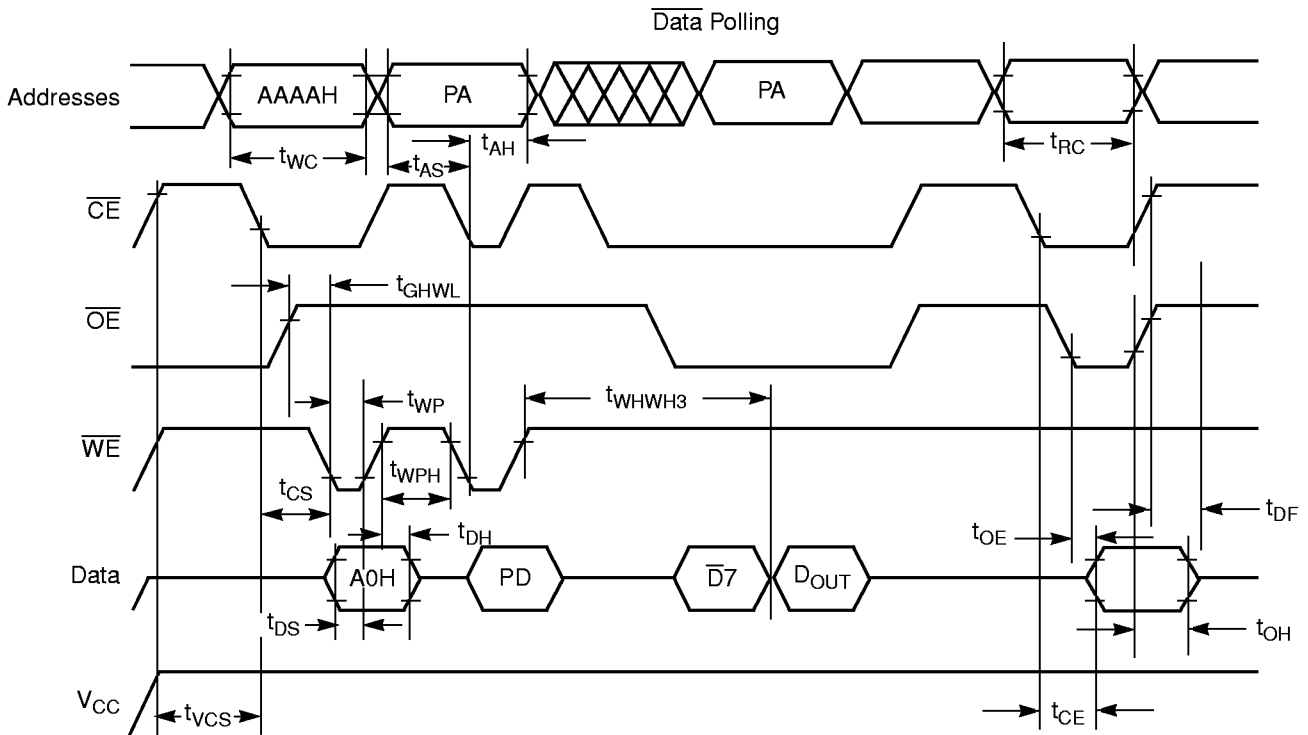 Data Polling
Addresses AAAAH PA PA
tWC tAS tAH tRC
CE
tGHWL
OE
tWP tWHWH3
WE
tCS tWPH
tDH tOE tDF
Data A0H PD D7 DOUT
tDS tOH
VCC tVCS tCE